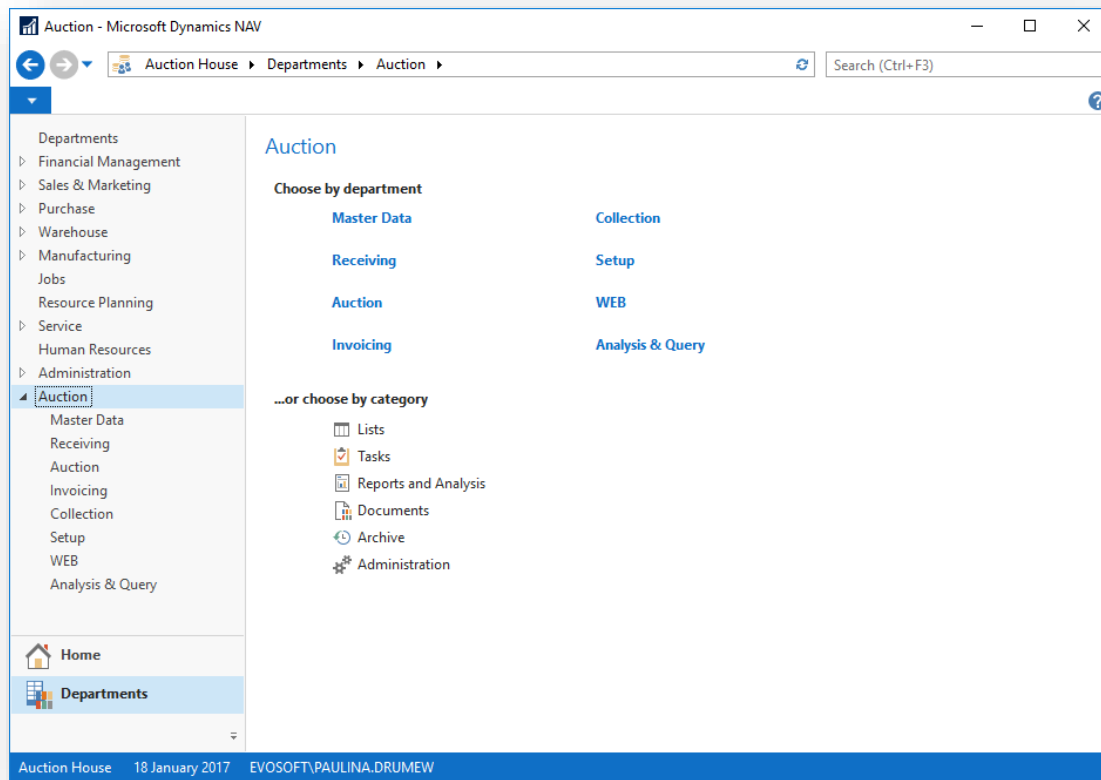 Auction - Microsoft Dynamics NAV
Auction House Departments Auction
Search (Ctrl+F3)
Departments
Financial Management
Sales & Marketing
Purchase
Warehouse
Manufacturing
Jobs
Resource Planning
Service
Human Resources
Administration
Auction
Master Data
Receiving
Auction
Invoicing
Collection
Setup
WEB
Analysis & Query
Home
Departments
Auction
Choose by department
Master Data Collection
Receiving Setup
Auction WEB
Invoicing Analysis & Query
...or choose by category
Lists
Tasks
Reports and Analysis
Documents
Archive
Administration
Auction House 18 January 2017 EVOSOFT\PAULINA.DRUMEW